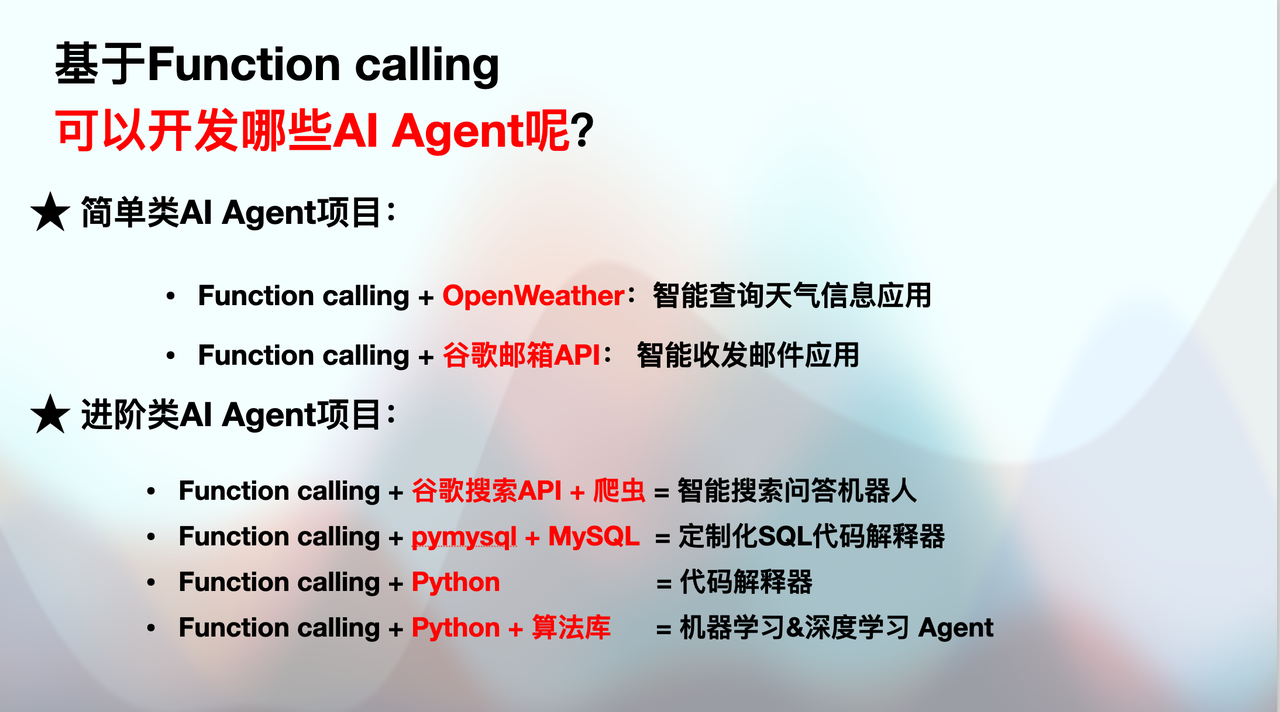 基于Function calling
可以开发哪些AI Agent呢?
★ 简单类AI Agent项目：
• Function calling + OpenWeather：智能查询天气信息应用
• Function calling + 谷歌邮箱API： 智能收发邮件应用
★ 进阶类AI Agent项目：
• Function calling + 谷歌搜索API + 爬虫 = 智能搜索问答机器人
• Function calling + pymysql + MySQL = 定制化SQL代码解释器
• Function calling + Python = 代码解释器
• Function calling + Python + 算法库 = 机器学习&深度学习 Agent